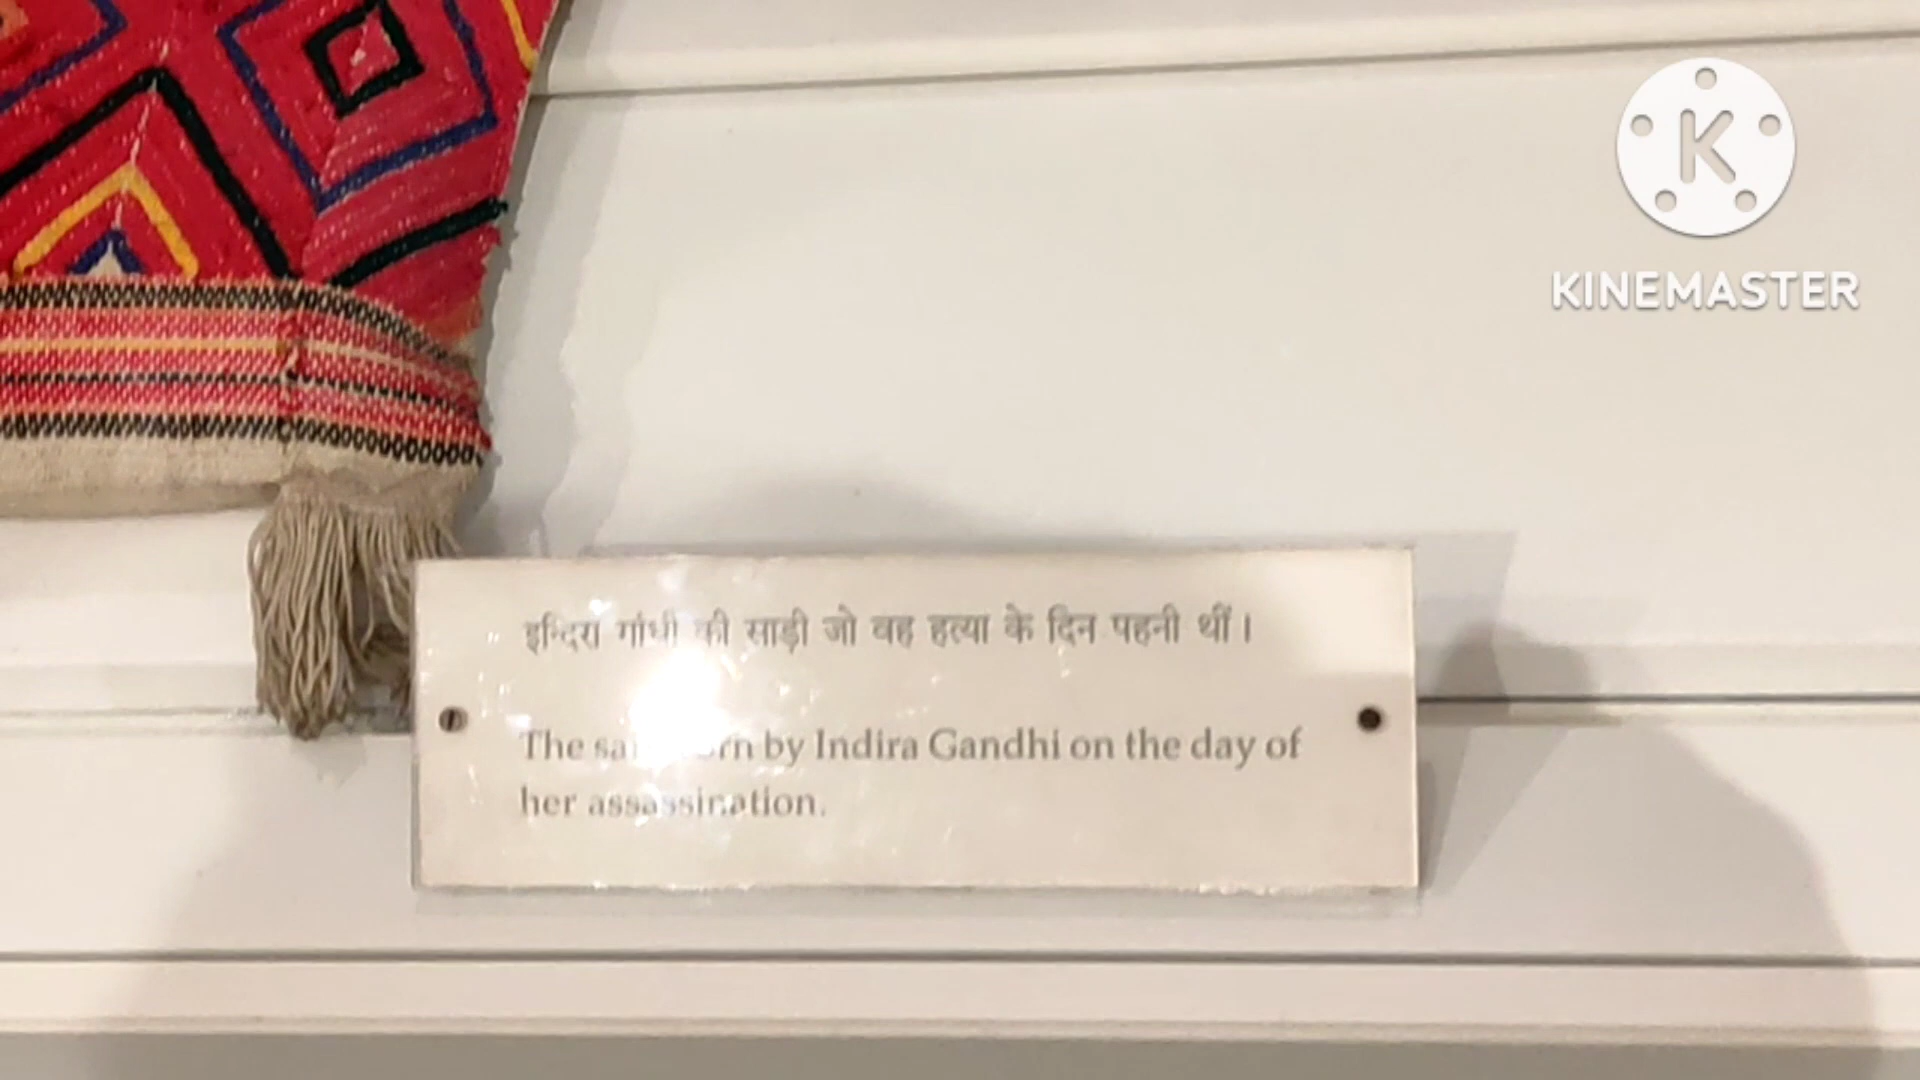 KINEMASTER
इन्दिरा गांधी की साड़ी जो वह हत्या के दिन पहनी थीं।
The by Indira Gandhi on the day of
her assassination.